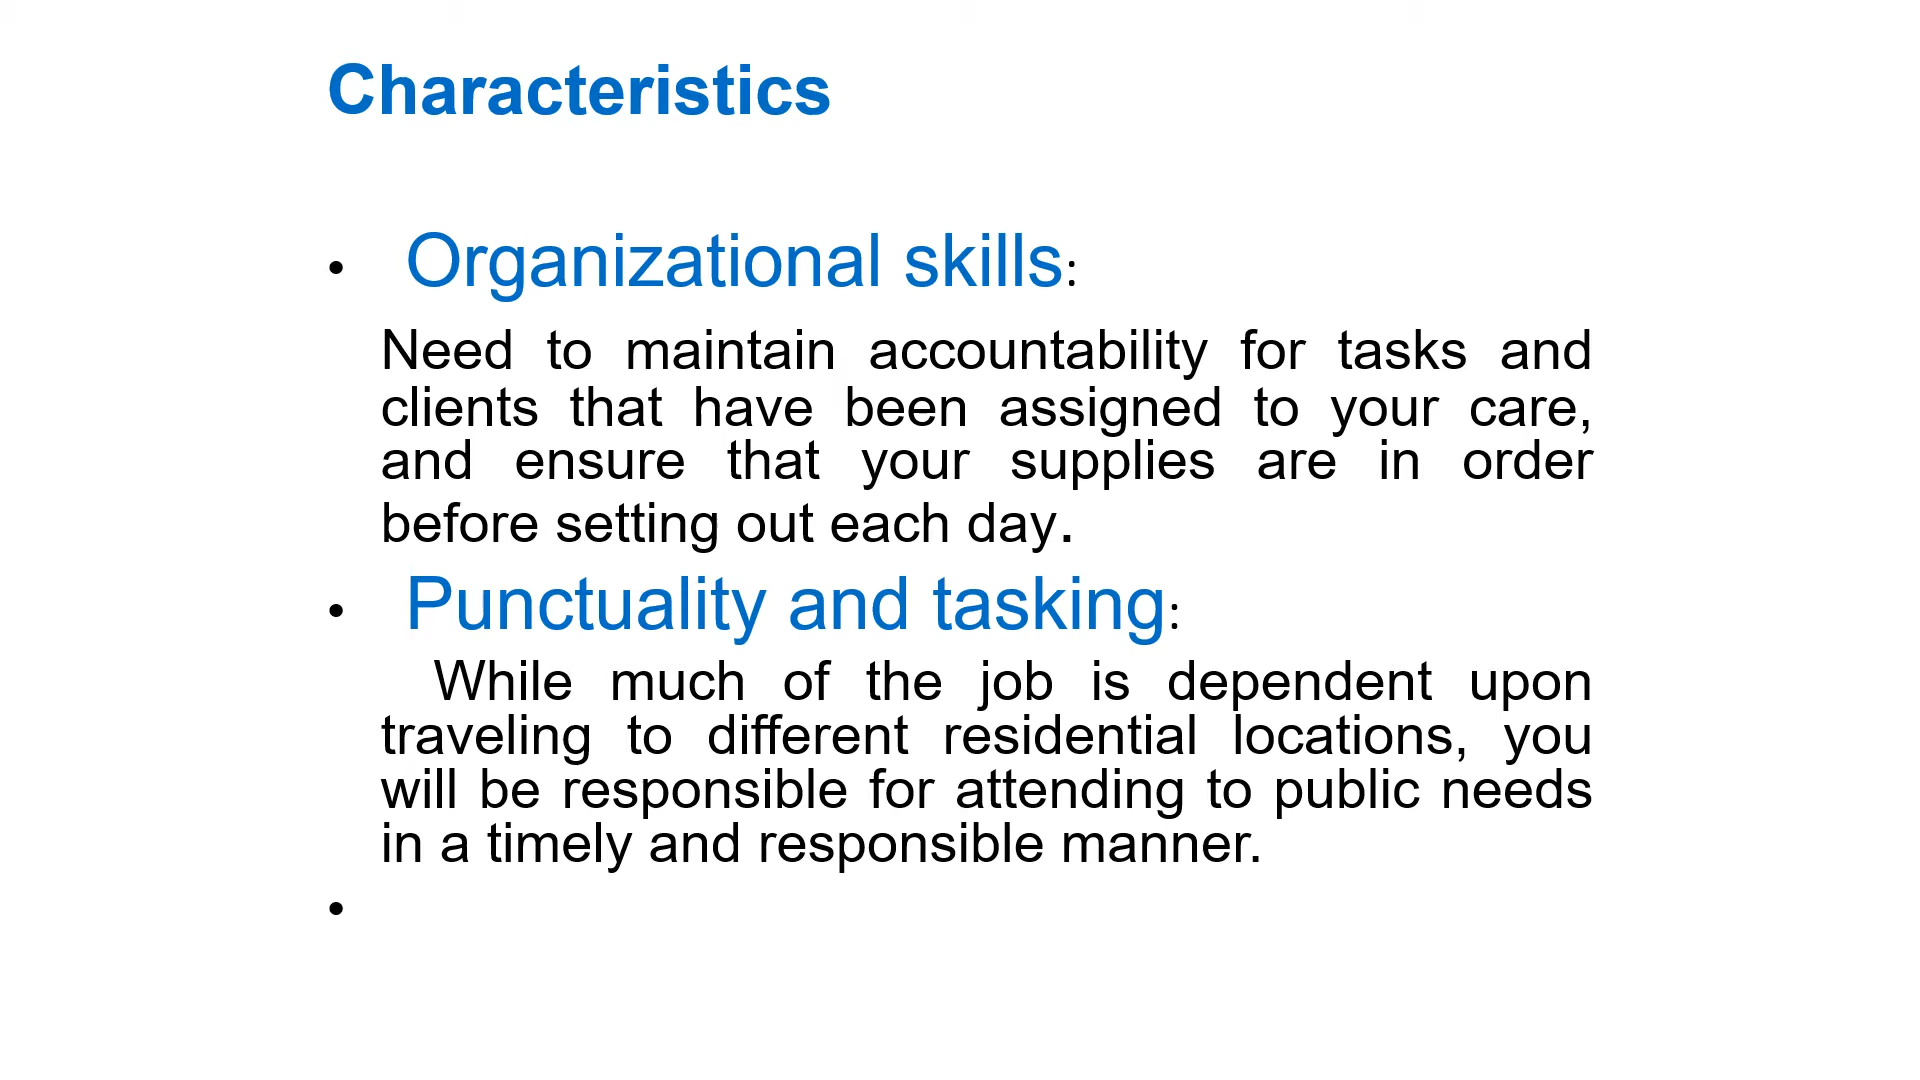 Characteristics
• Organizational skills:
Need to maintain accountability for tasks and
clients that have been assigned to your care,
and ensure that your supplies are in order
before setting out each day.
• Punctuality and tasking:
While much of the job is dependent upon
traveling to different residential locations, you
will be responsible for attending to public needs
in a timely and responsible manner.
•